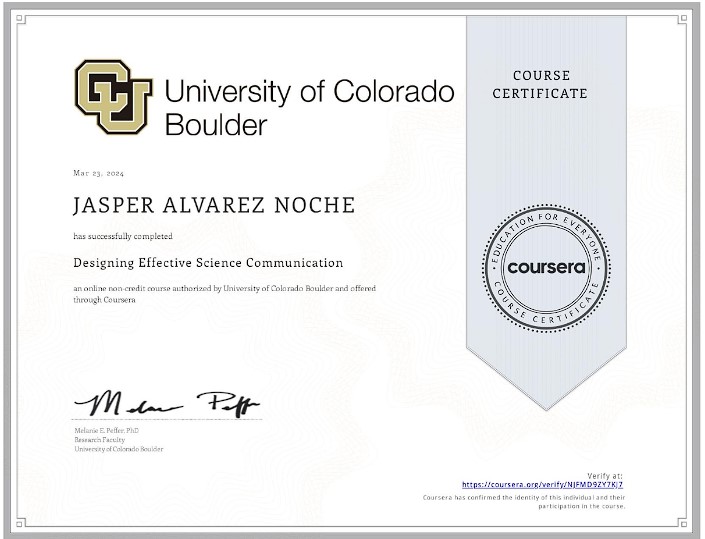 University of Colorado
Boulder
COURSE
CERTIFICATE
Mar 23, 2024
JASPER ALVAREZ NOCHE
has successfully completed
Designing Effective Science Communication
an online non-credit course authorized by University of Colorado Boulder and offered
through Coursera
EDUCATION FOR EVERYONE
coursera
COURSE CERTIFICATE
Melanie E. Peffer, PhD
Research Faculty
University of Colorado Boulder
Verify at:
https://coursera.org/verify/NJFMD9ZY7KJ7
Coursera has confirmed the identity of this individual and their
participation in the course.